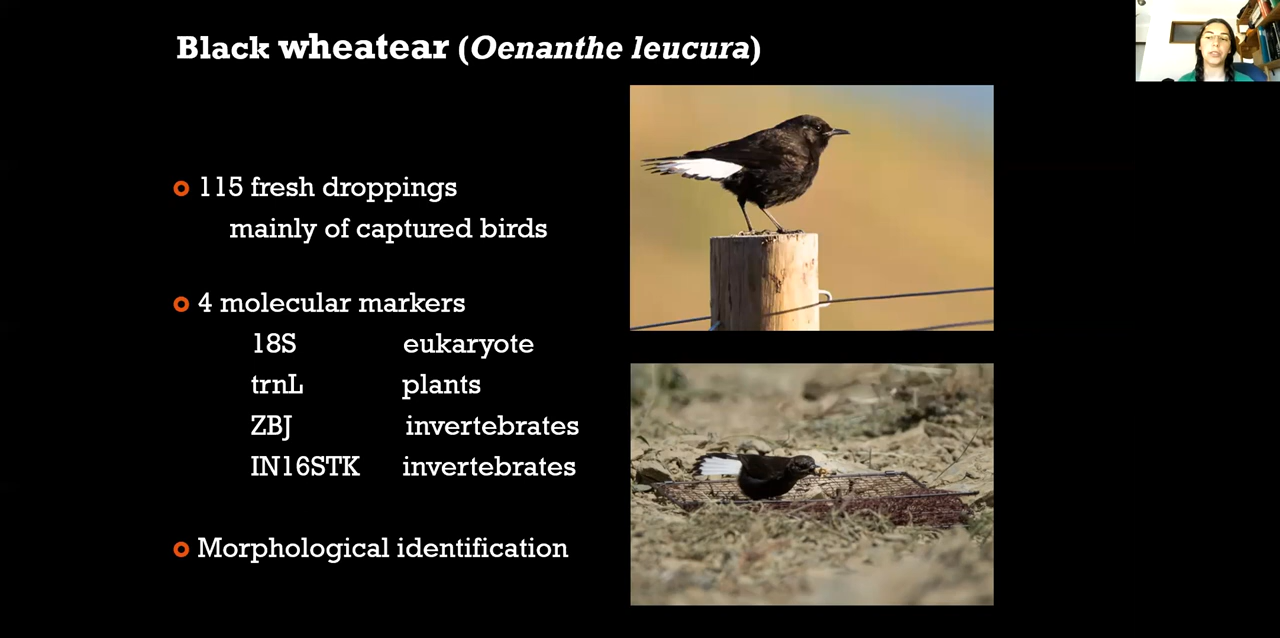 Black wheatear (Oenanthe leucura)
115 fresh droppings
mainly of captured birds
4 molecular markers
18S eukaryote
trnL plants
ZBJ invertebrates
IN16STK invertebrates
Morphological identification